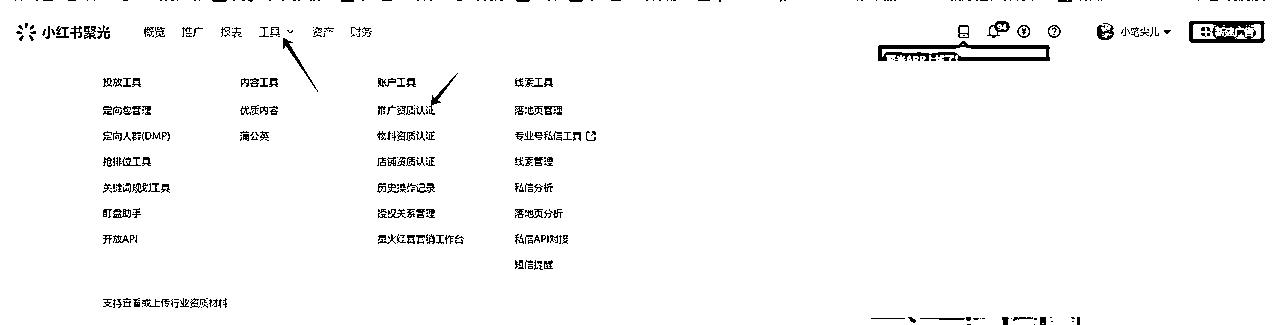 小红书聚光 概览 推广 报表 工具 资产 财务 小笔尖儿 新建广告
投放工具 内容工具 账户工具 线索工具
定向包管理 优质内容 推广资质认证 落地页管理
定向人群(DMP) 蒲公英 物料资质认证 专业号私信工具
抢排位工具 店铺资质认证 线索管理
关键词规划工具 历史操作记录 私信分析
盯盘助手 授权关系管理 落地页分析
开放API 星火红营营销工作台 私信API对接
短信提醒
支持查看或上传行业资质材料